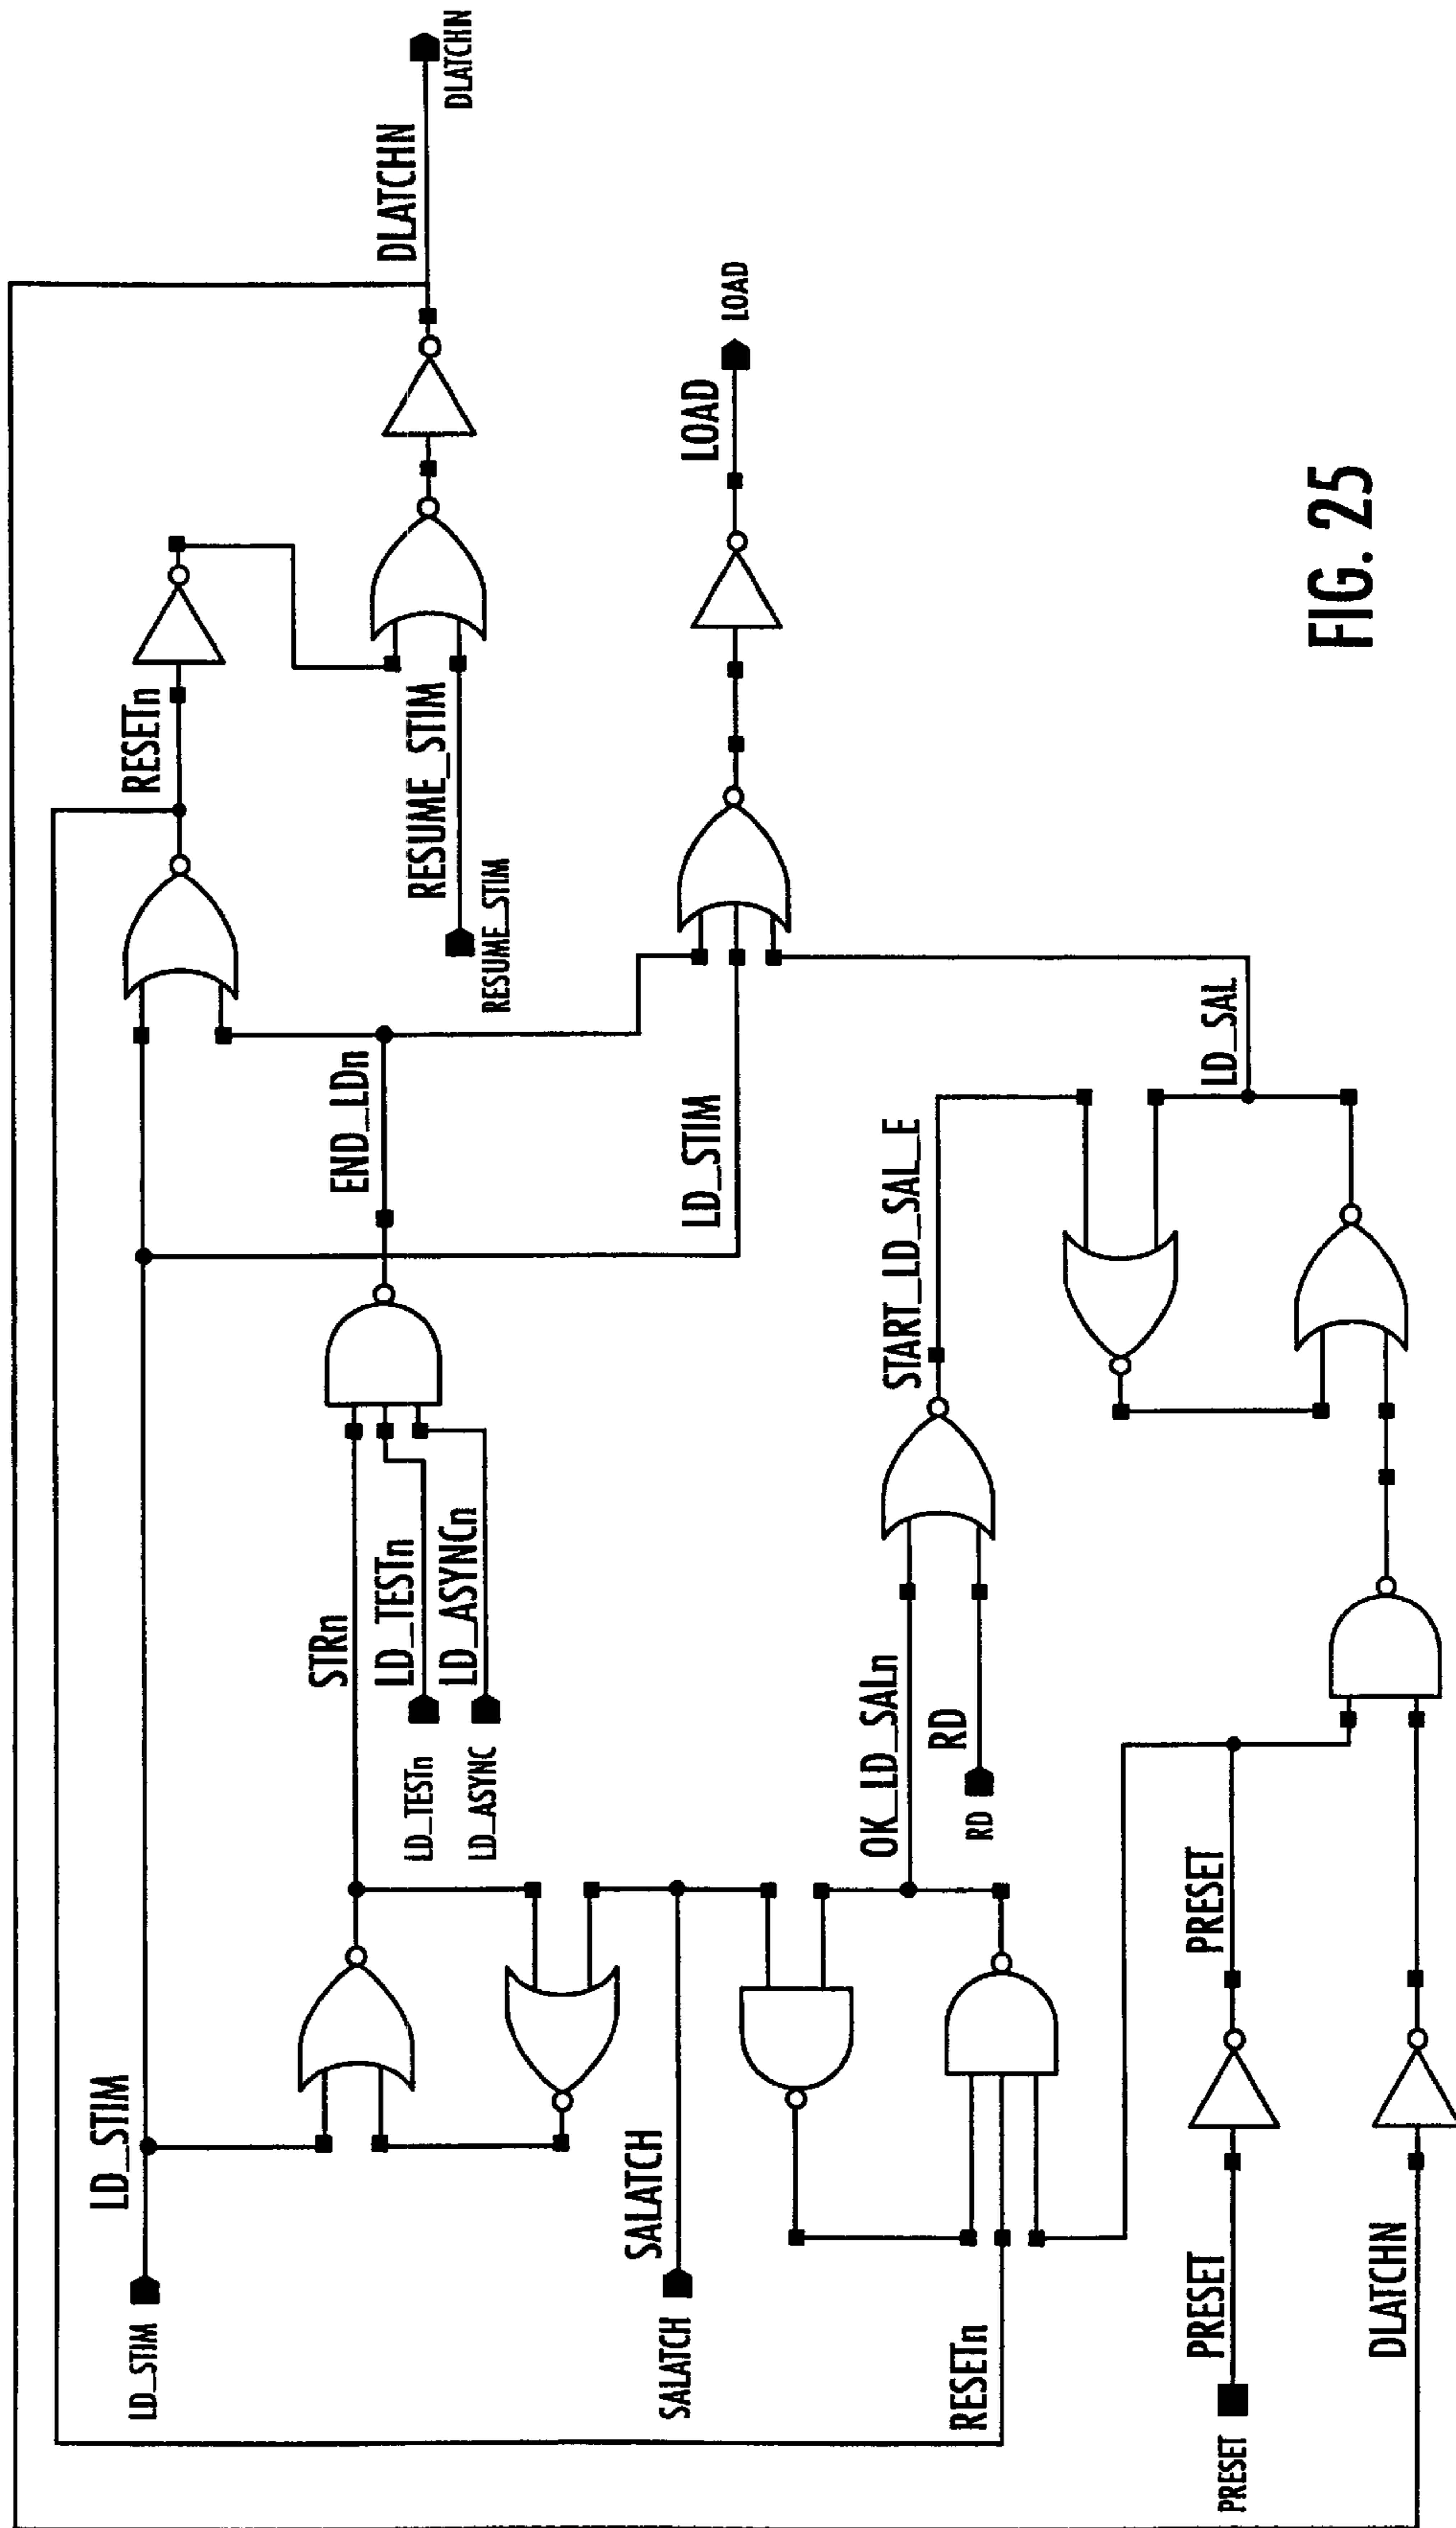 DLATCHN
DLATCHN
RESETn
RESUME_STIM
RESUME_STIM
LOAD
LOAD
END_LDn
LD_STIM
LD_SAL
START_LD_SAL_E
STRn
LD_TESTn
LD_ASYNCn
LD_TESTn
LD_ASYNC
OK_LD_SALn
RD
RD
LD_STIM
LD_STIM
SALATCH
SALATCH
RESETn
PRESET
PRESET
PRESET
DLATCHN
FIG. 25